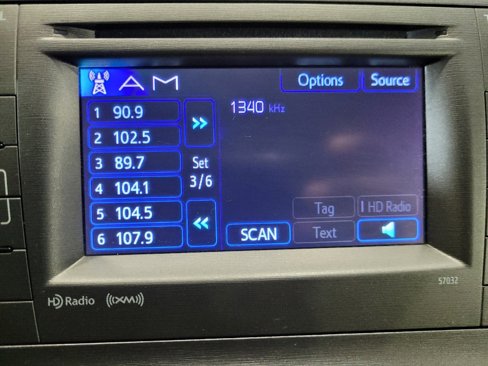 AM
Options
Source
1 90.9
2 102.5
3 89.7
4 104.1
5 104.5
6 107.9
>>
Set
3/6
<<
1340 kHz
Tag
HD Radio
SCAN
Text
HD Radio
((XM))
57032